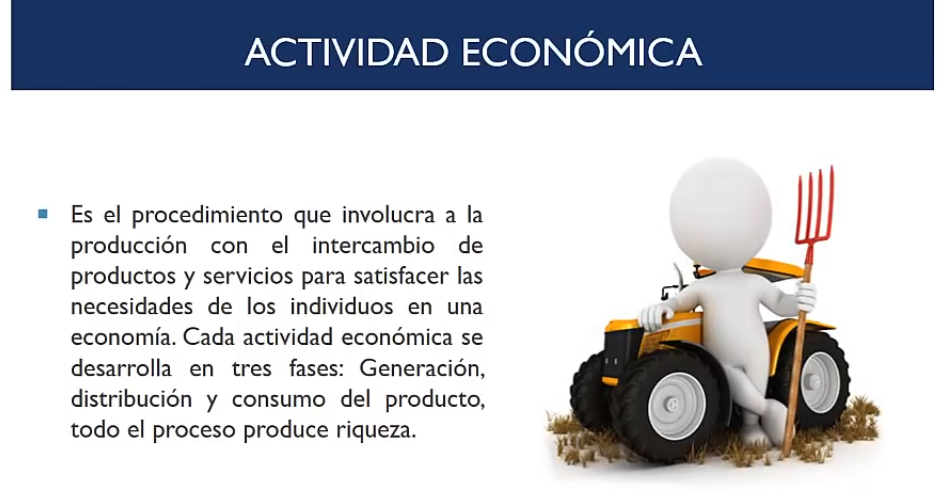 ACTIVIDAD ECONÓMICA
Es el procedimiento que involucra a la
producción con el intercambio de
productos y servicios para satisfacer las
necesidades de los individuos en una
economía. Cada actividad económica se
desarrolla en tres fases: Generación,
distribución y consumo del producto,
todo el proceso produce riqueza.